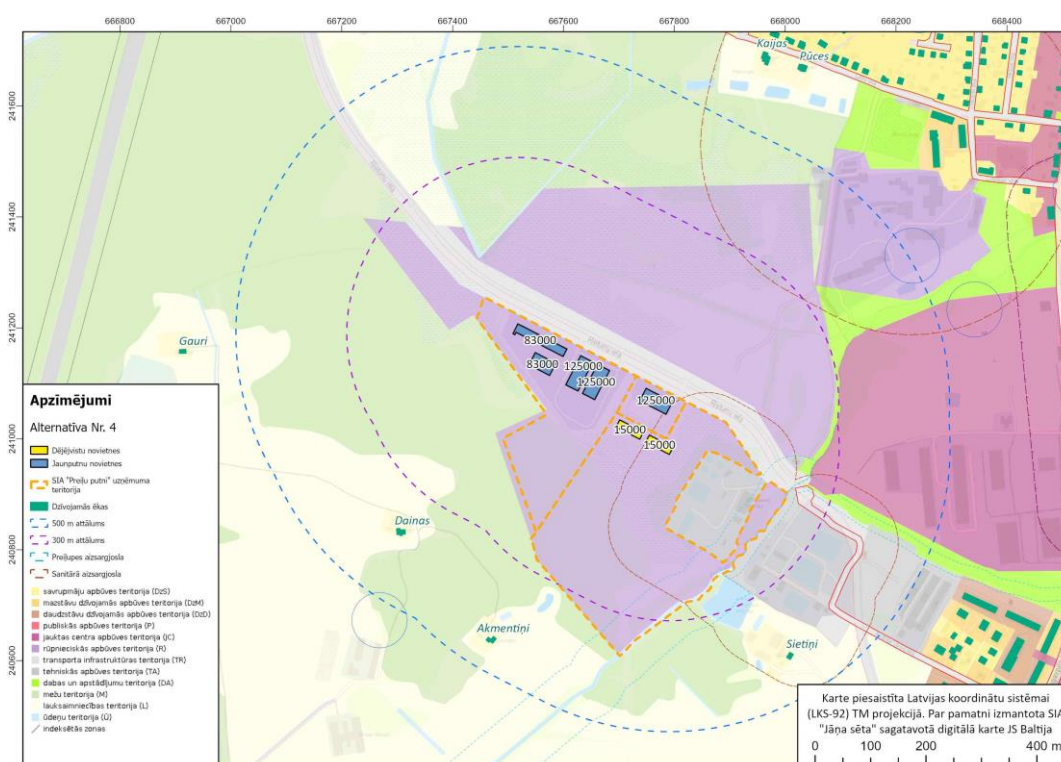 666800
667000
667200
667400
667600
667800
668000
668200
668400
241600
241400
241200
241000
240800
240600
Kaijas
Pūces
Gauri
Dainas
Akmentiņi
Sietiņi
83000
83000
125000
125000
125000
15000
15000
Apzīmējumi
Alternatīva Nr. 4
Dējējvistu novietnes
Jaunputnu novietnes
SIA "Preiļu putni" uzņēmuma
teritorija
Dzīvojamās ēkas
500 m attālums
300 m attālums
Preiļupes aizsargjosla
Sanitārā aizsargjosla
savrupmāju apbūves teritorija (DzS)
mazstāvu dzīvojamās apbūves teritorija (DzM)
daudzstāvu dzīvojamās apbūves teritorija (DzD)
publiskās apbūves teritorija (P)
jauktas centra apbūves teritorija (JC)
rūpnieciskās apbūves teritorija (R)
transporta infrastruktūras teritorija (TR)
tehniskās apbūves teritorija (TA)
dabas un apstādījumu teritorija (DA)
mežu teritorija (M)
lauksaimniecības teritorija (L)
ūdeņu teritorija (Ū)
indeksētās zonas
Karte piesaistīta Latvijas koordinātu sistēmai
(LKS-92) TM projekcijā. Par pamatni izmantota SIA
"Jāņa sēta" sagatavotā digitālā karte JS Baltija
0 100 200 400 m